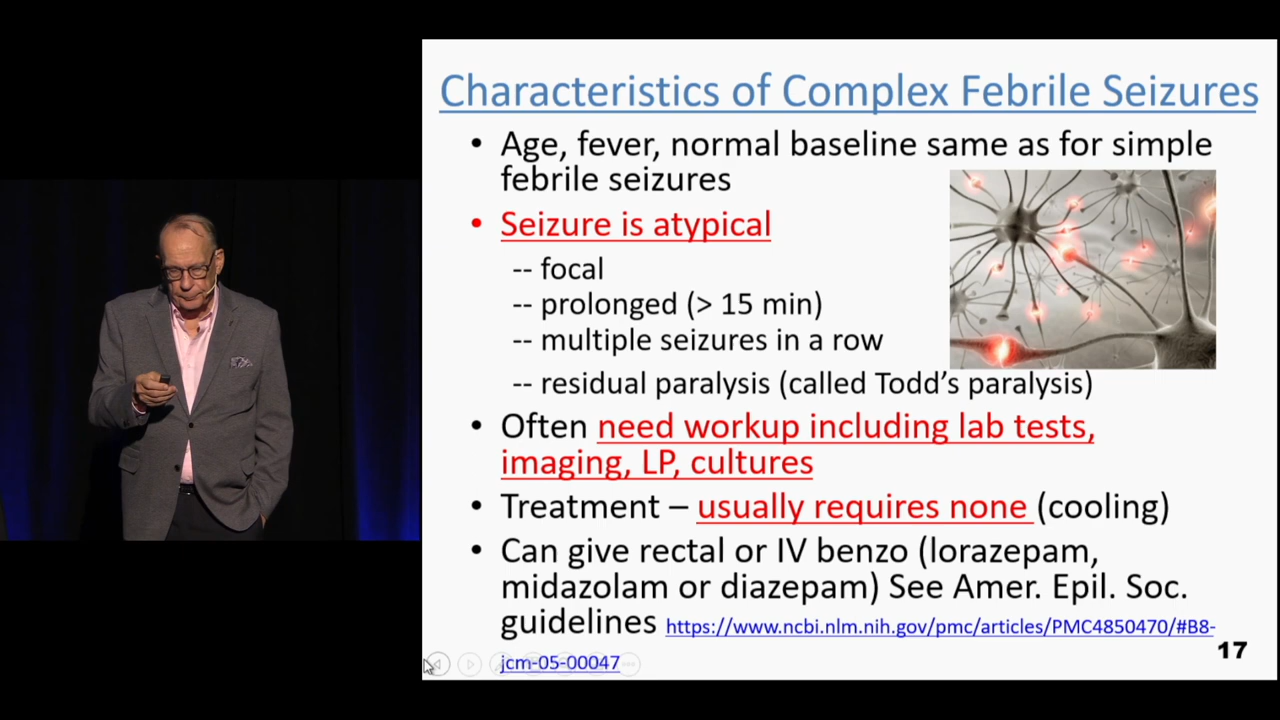 Characteristics of Complex Febrile Seizures
• Age, fever, normal baseline same as for simple
febrile seizures
• Seizure is atypical
-- focal
-- prolonged (> 15 min)
-- multiple seizures in a row
-- residual paralysis (called Todd’s paralysis)
• Often need workup including lab tests,
imaging, LP, cultures
• Treatment – usually requires none (cooling)
• Can give rectal or IV benzo (lorazepam,
midazolam or diazepam) See Amer. Epil. Soc.
guidelines https://www.ncbi.nlm.nih.gov/pmc/articles/PMC4850470/#B8-
jcm-05-00047
17